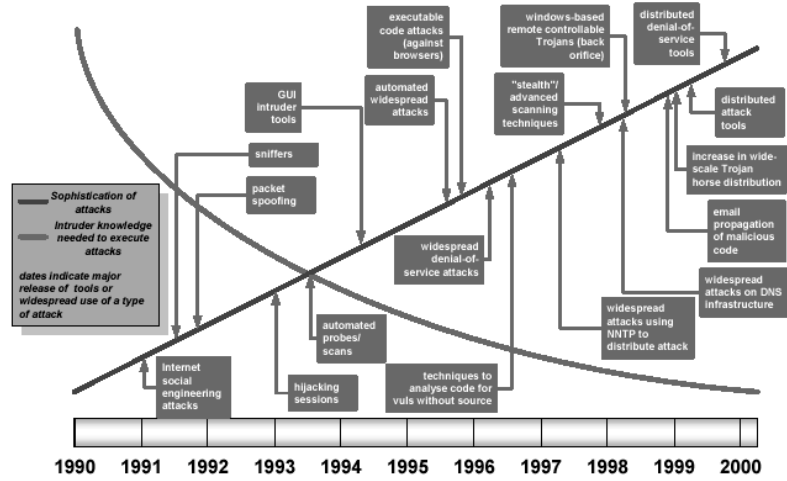 executable
code attacks
(against
browsers)
windows-based
remote controllable
Trojans (back
orifice)
distributed
denial-of-
service
tools
GUI
intruder
tools
automated
widespread
attacks
"stealth"/
advanced
scanning
techniques
distributed
attack
tools
sniffers
increase in wide-
scale Trojan
horse distribution
packet
spoofing
Sophistication of
attacks
Intruder knowledge
needed to execute
attacks
dates indicate major
release of tools or
widespread use of a type
of attack
email
propagation
of malicious
code
widespread
denial-of-
service attacks
widespread
attacks on DNS
infrastructure
automated
probes/
scans
widespread
attacks using
NNTP to
distribute attack
Internet
social
engineering
attacks
hijacking
sessions
techniques to
analyse code for
vuls without source
1990 1991 1992 1993 1994 1995 1996 1997 1998 1999 2000